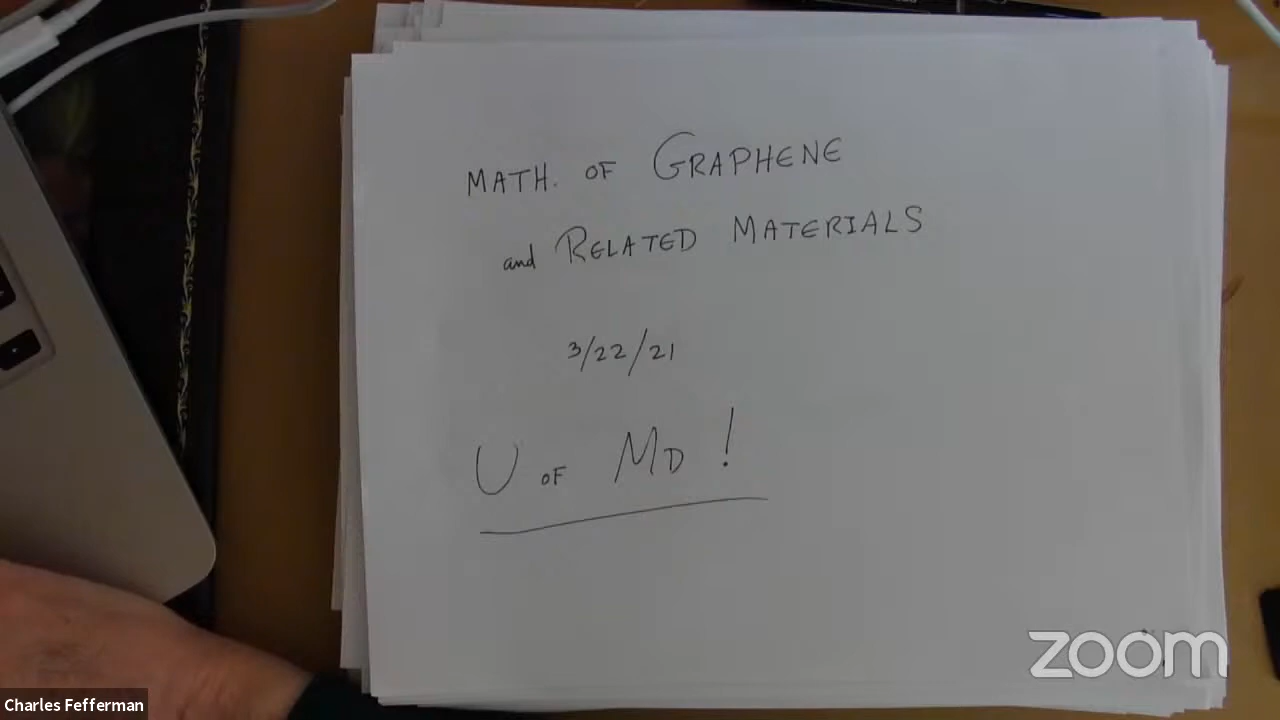 MATH. OF GRAPHENE
and RELATED MATERIALS
3/22/21
U OF MD!
zoom
Charles Fefferman